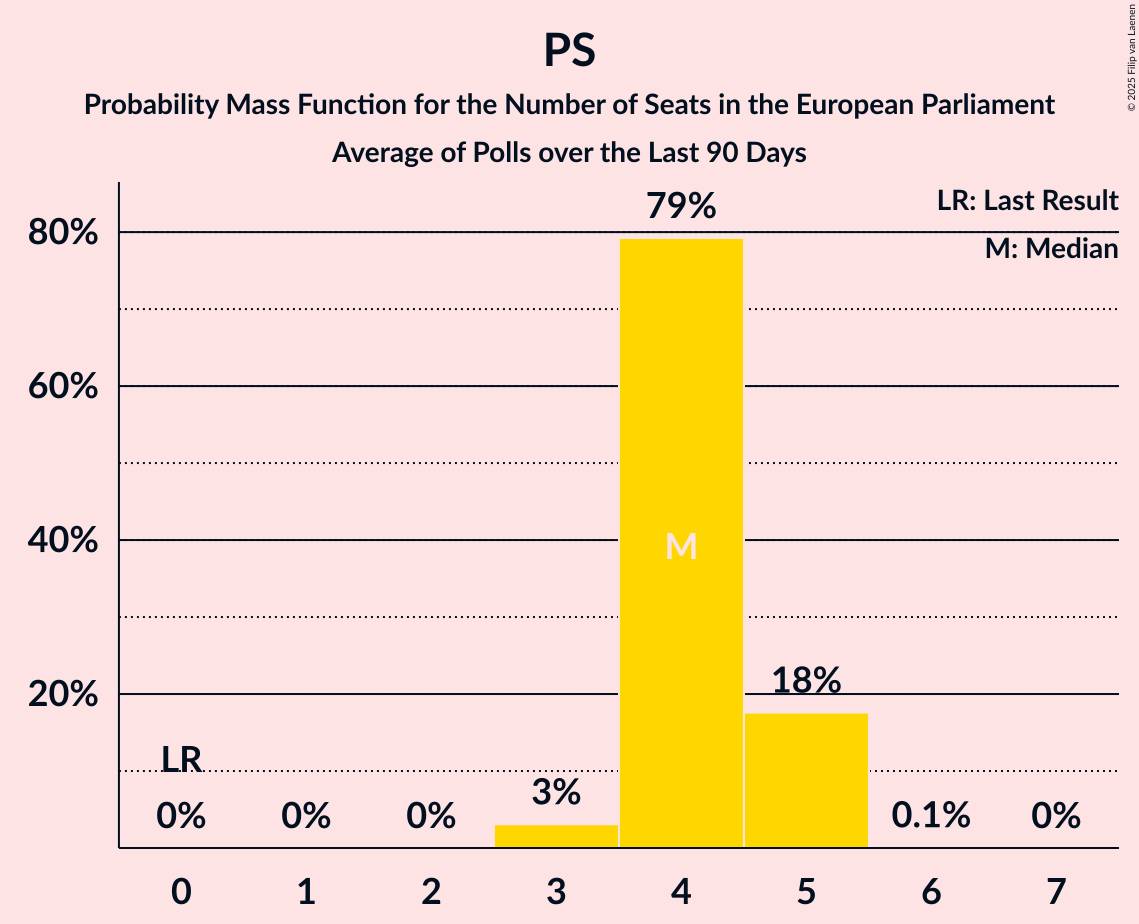 PS
Probability Mass Function for the Number of Seats in the European Parliament
Average of Polls over the Last 90 Days
© 2025 Filip van Laenen
LR: Last Result
M: Median
80%
60%
40%
20%
79%
M
18%
LR
3%
0%
0%
0%
0.1%
0%
0
1
2
3
4
5
6
7